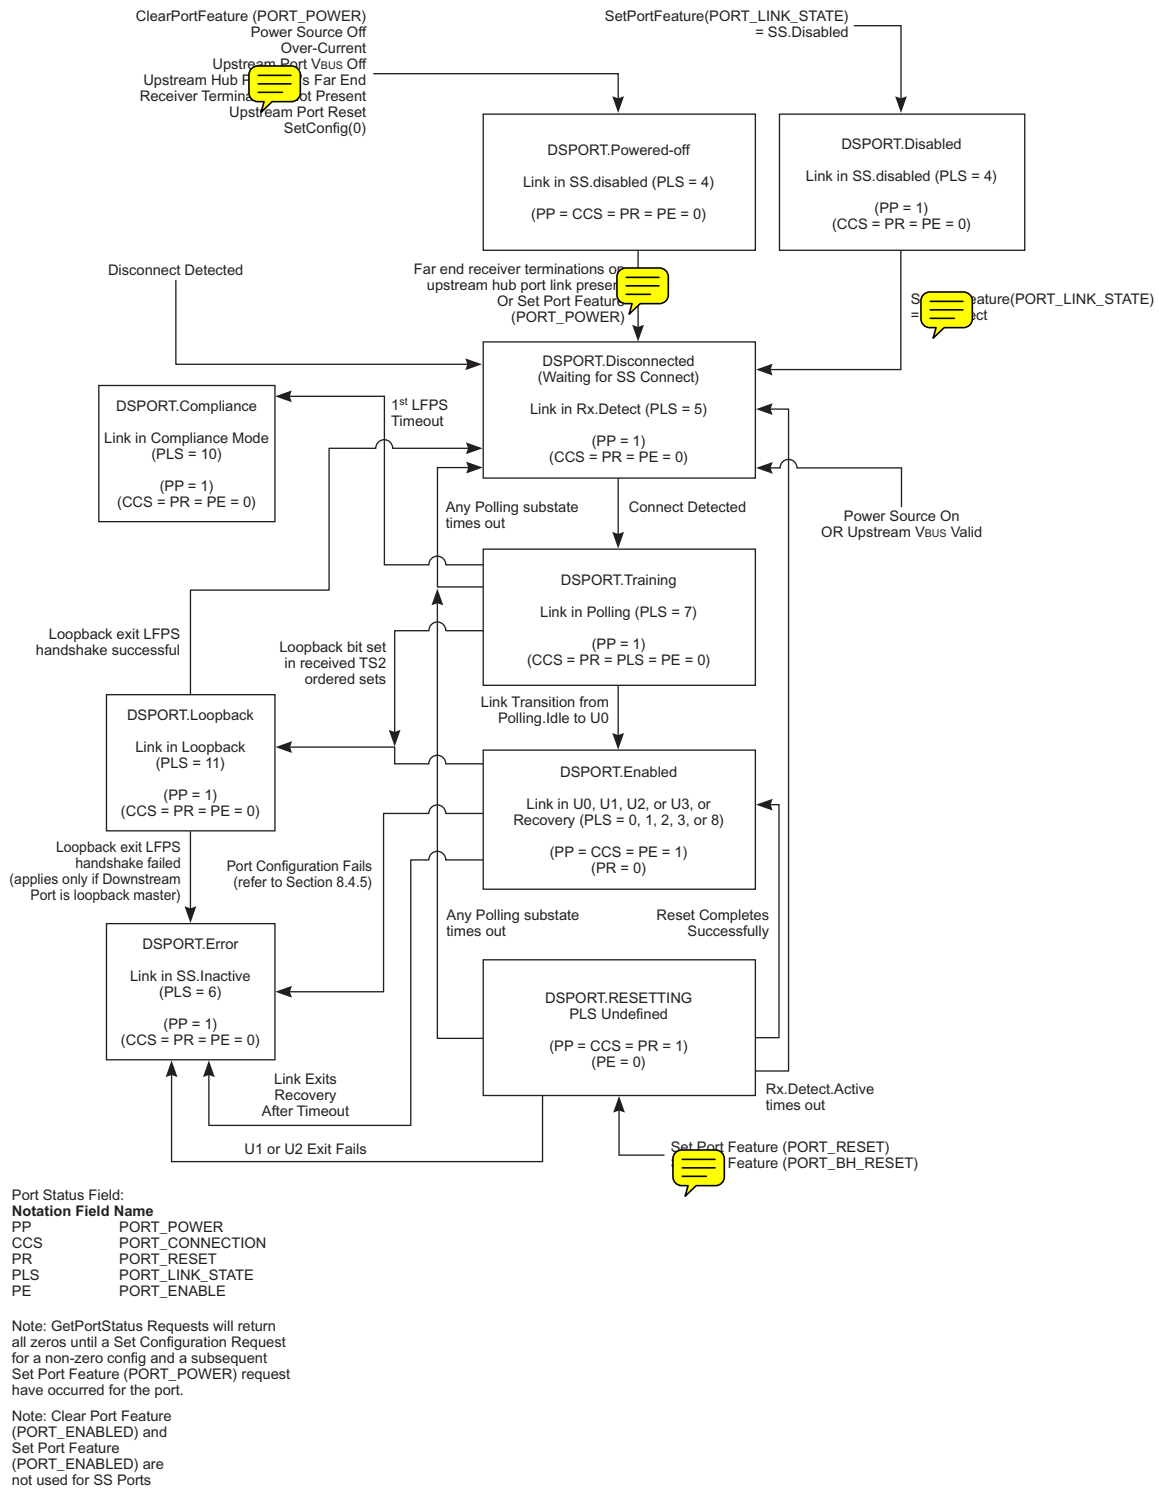 ClearPortFeature (PORT_POWER)
Power Source Off
Over-Current
Upstream Port VBUS Off
Upstream Hub Far End
Receiver Present
Upstream Port Reset
SetConfig(0)
SetPortFeature(PORT_LINK_STATE)
= SS.Disabled
DSPORT.Powered-off
Link in SS.disabled (PLS = 4)
(PP = CCS = PR = PE = 0)
DSPORT.Disabled
Link in SS.disabled (PLS = 4)
(PP = 1)
(CCS = PR = PE = 0)
Disconnect Detected
Far end receiver terminations on
upstream hub port link present
Or Set Port Feature
(PORT_POWER)
(PORT_LINK_STATE)
=
DSPORT.Disconnected
(Waiting for SS Connect)
Link in Rx.Detect (PLS = 5)
(PP = 1)
(CCS = PR = PE = 0)
DSPORT.Compliance
Link in Compliance Mode
(PLS = 10)
(PP = 1)
(CCS = PR = PE = 0)
1st LFPS
Timeout
Any Polling substate
times out
Connect Detected
Power Source On
OR Upstream VBUS Valid
DSPORT.Training
Link in Polling (PLS = 7)
(PP = 1)
(CCS = PR = PLS = PE = 0)
Loopback exit LFPS
handshake successful
Loopback bit set
in received TS2
ordered sets
Link Transition from
Polling.Idle to U0
DSPORT.Loopback
Link in Loopback
(PLS = 11)
(PP = 1)
(CCS = PR = PE = 0)
DSPORT.Enabled
Link in U0, U1, U2, or U3, or
Recovery (PLS = 0, 1, 2, 3, or 8)
(PP = CCS = PE = 1)
(PR = 0)
Loopback exit LFPS
handshake failed
(applies only if Downstream
Port is loopback master)
Port Configuration Fails
(refer to Section 8.4.5)
Any Polling substate
times out
Reset Completes
Successfully
DSPORT.Error
Link in SS.Inactive
(PLS = 6)
(PP = 1)
(CCS = PR = PE = 0)
DSPORT.RESETTING
PLS Undefined
(PP = CCS = PR = 1)
(PE = 0)
Link Exits
Recovery
After Timeout
Rx.Detect.Active
times out
U1 or U2 Exit Fails
Set Port Feature (PORT_RESET)
Feature (PORT_BH_RESET)
Port Status Field:
Notation Field Name
PP PORT_POWER
CCS PORT_CONNECTION
PR PORT_RESET
PLS PORT_LINK_STATE
PE PORT_ENABLE
Note: GetPortStatus Requests will return
all zeros until a Set Configuration Request
for a non-zero config and a subsequent
Set Port Feature (PORT_POWER) request
have occurred for the port.
Note: Clear Port Feature
(PORT_ENABLED) and
Set Port Feature
(PORT_ENABLED) are
not used for SS Ports